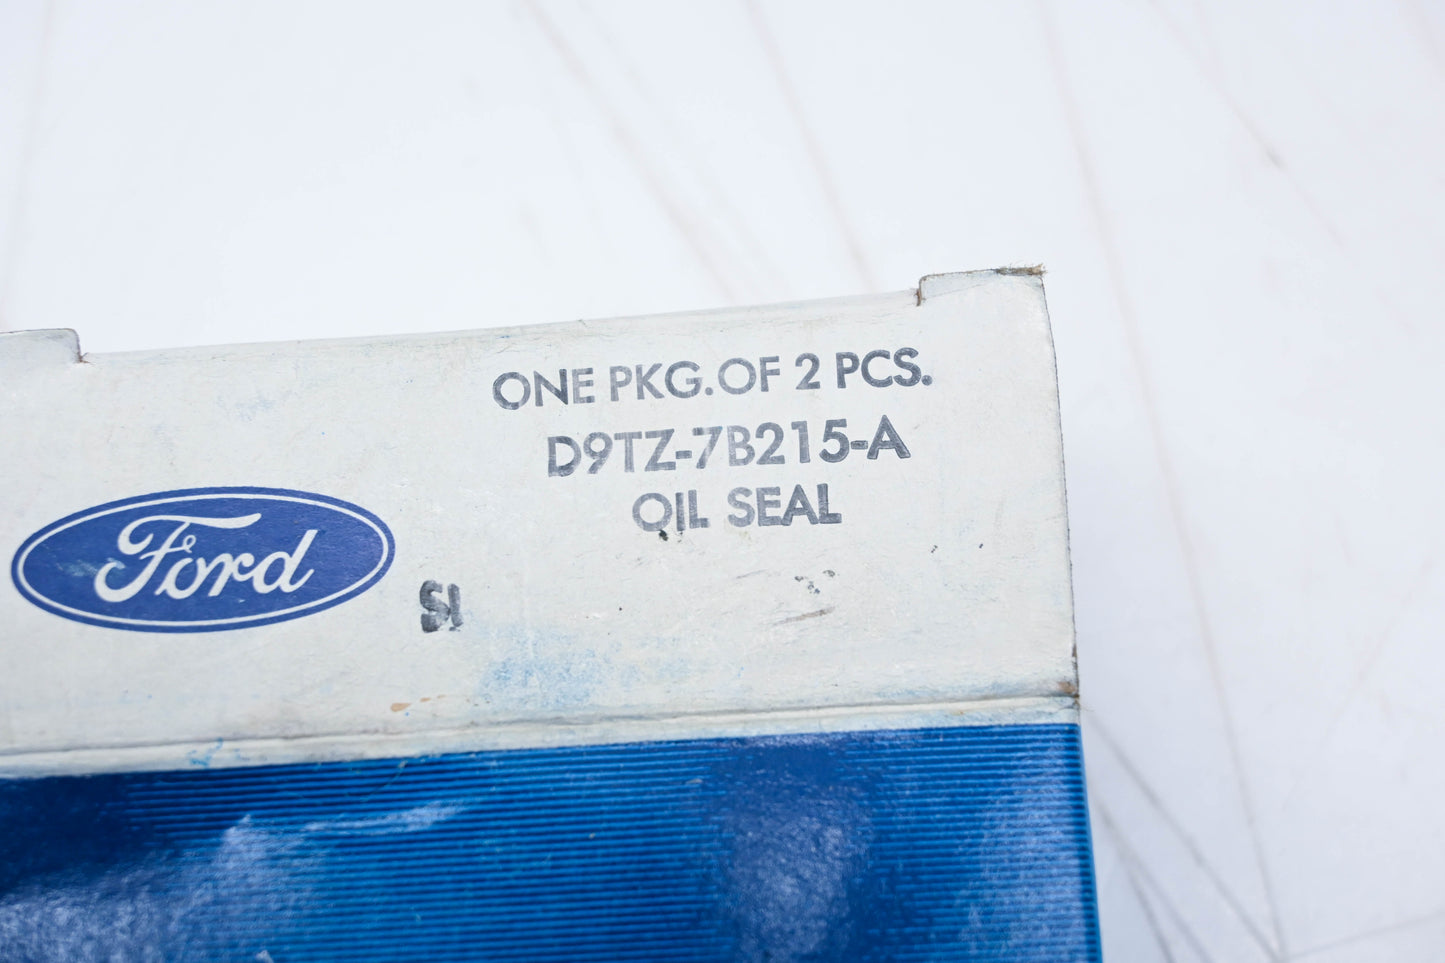 ONE PKG. OF 2 PCS.
D9TZ-7B215-A
OIL SEAL
Ford
SI